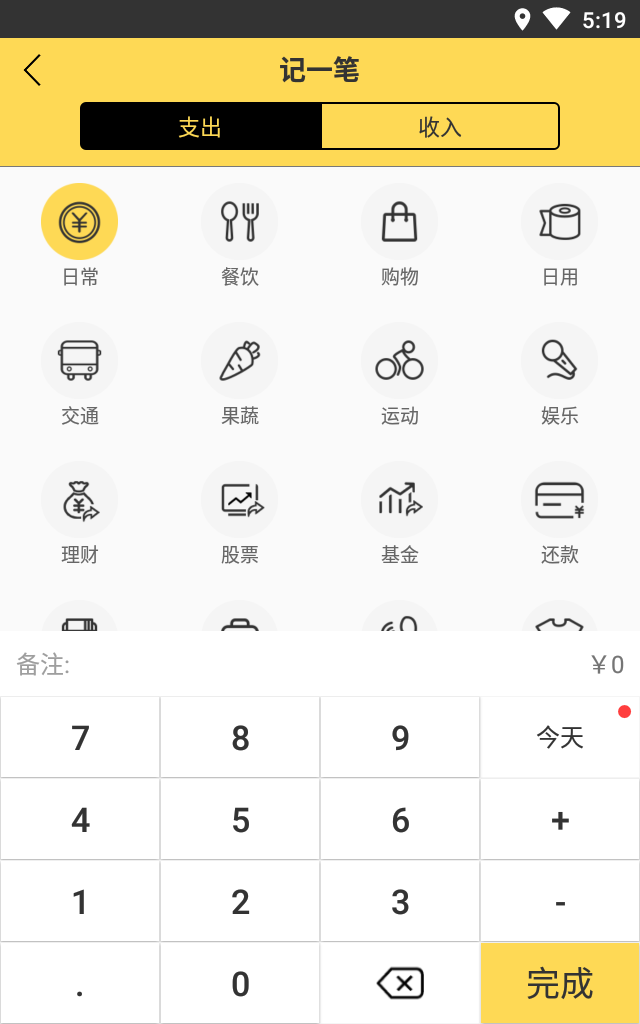 5:19
记一笔
支出 收入
日常 餐饮 购物 日用
交通 果蔬 运动 娱乐
理财 股票 基金 还款
备注: ￥0
7 8 9 今天
4 5 6 +
1 2 3 -
. 0 完成